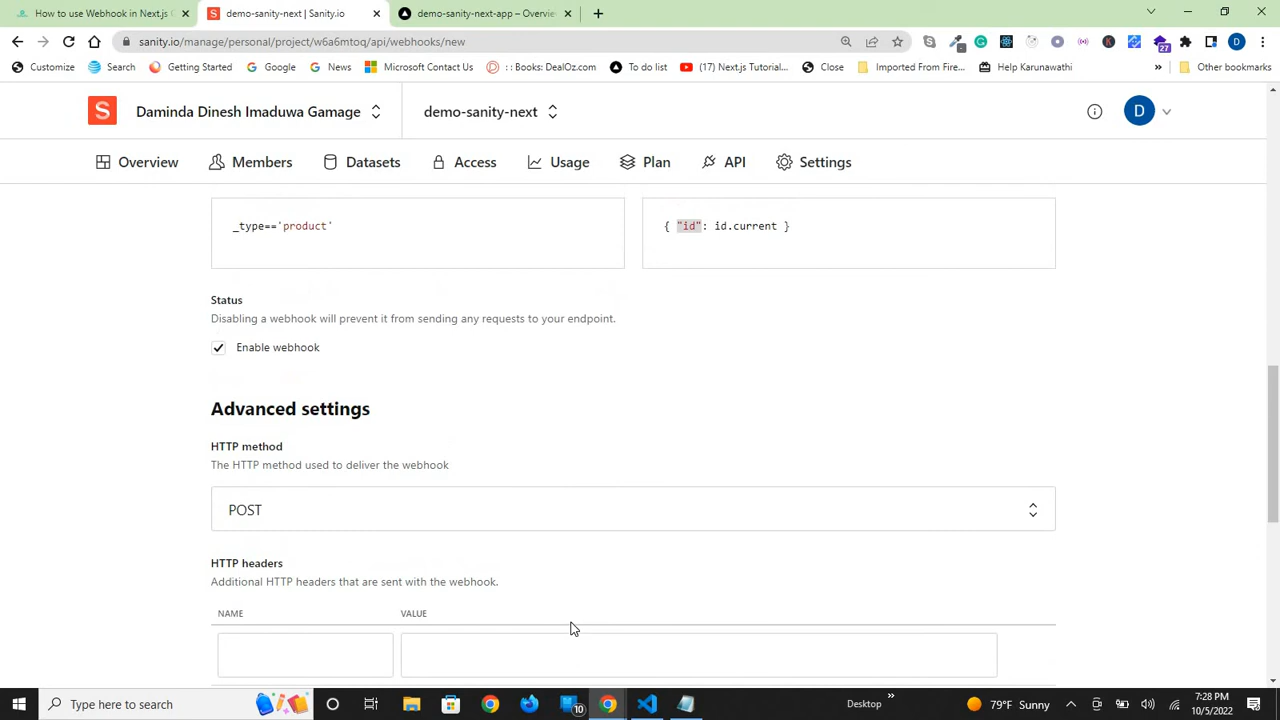 How to use Webhook in Next.js
demo-sanity-next | Sanity.io
demo-sanity-next-app – Overvie
sanity.io/manage/personal/project/w6a6mtoq/api/webhooks/new
27
D
Customize
Search
Getting Started
Google
News
Microsoft Contact Us
: : Books: DealOz.com
To do list
(17) Next.js Tutorial...
Close
Imported From Fire...
Help Karunawathi
»
Other bookmarks
S
Daminda Dinesh Imaduwa Gamage
demo-sanity-next
D
Overview
Members
Datasets
Access
Usage
Plan
API
Settings
_type=='product'
{ "id": id.current }
Status
Disabling a webhook will prevent it from sending any requests to your endpoint.
Enable webhook
Advanced settings
HTTP method
The HTTP method used to deliver the webhook
POST
HTTP headers
Additional HTTP headers that are sent with the webhook.
NAME VALUE
Type here to search
10
Desktop
»
79°F Sunny
7:28 PM
10/5/2022